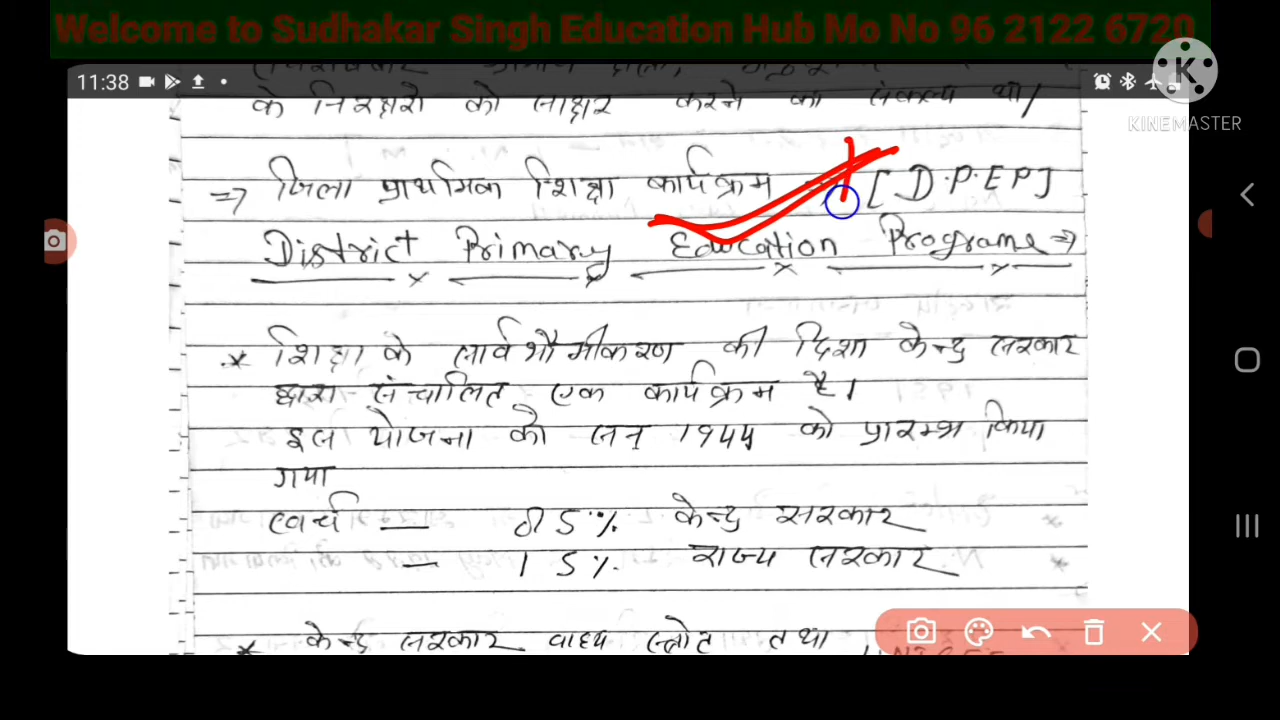 Welcome to Sudhakar Singh Education Hub Mo No 96 2122 6720
11:38
K
KINEMASTER
के निरक्षरो को साक्षर करने का संकल्प था।
⇒ जिला प्राथमिक शिक्षा कार्यक्रम [D.P.E.P]
District Primary Education Programe ⇒
* शिक्षा के सार्वभौमीकरण की दिशा केन्द्र सरकार
द्वारा संचालित एक कार्यक्रम है।
इस योजना को सन् को प्रारम्भ किया
गया
खर्च — 85% केन्द्र सरकार
— 15% राज्य सरकार
* केन्द्र सरकार वाह्य स्त्रोत तथा